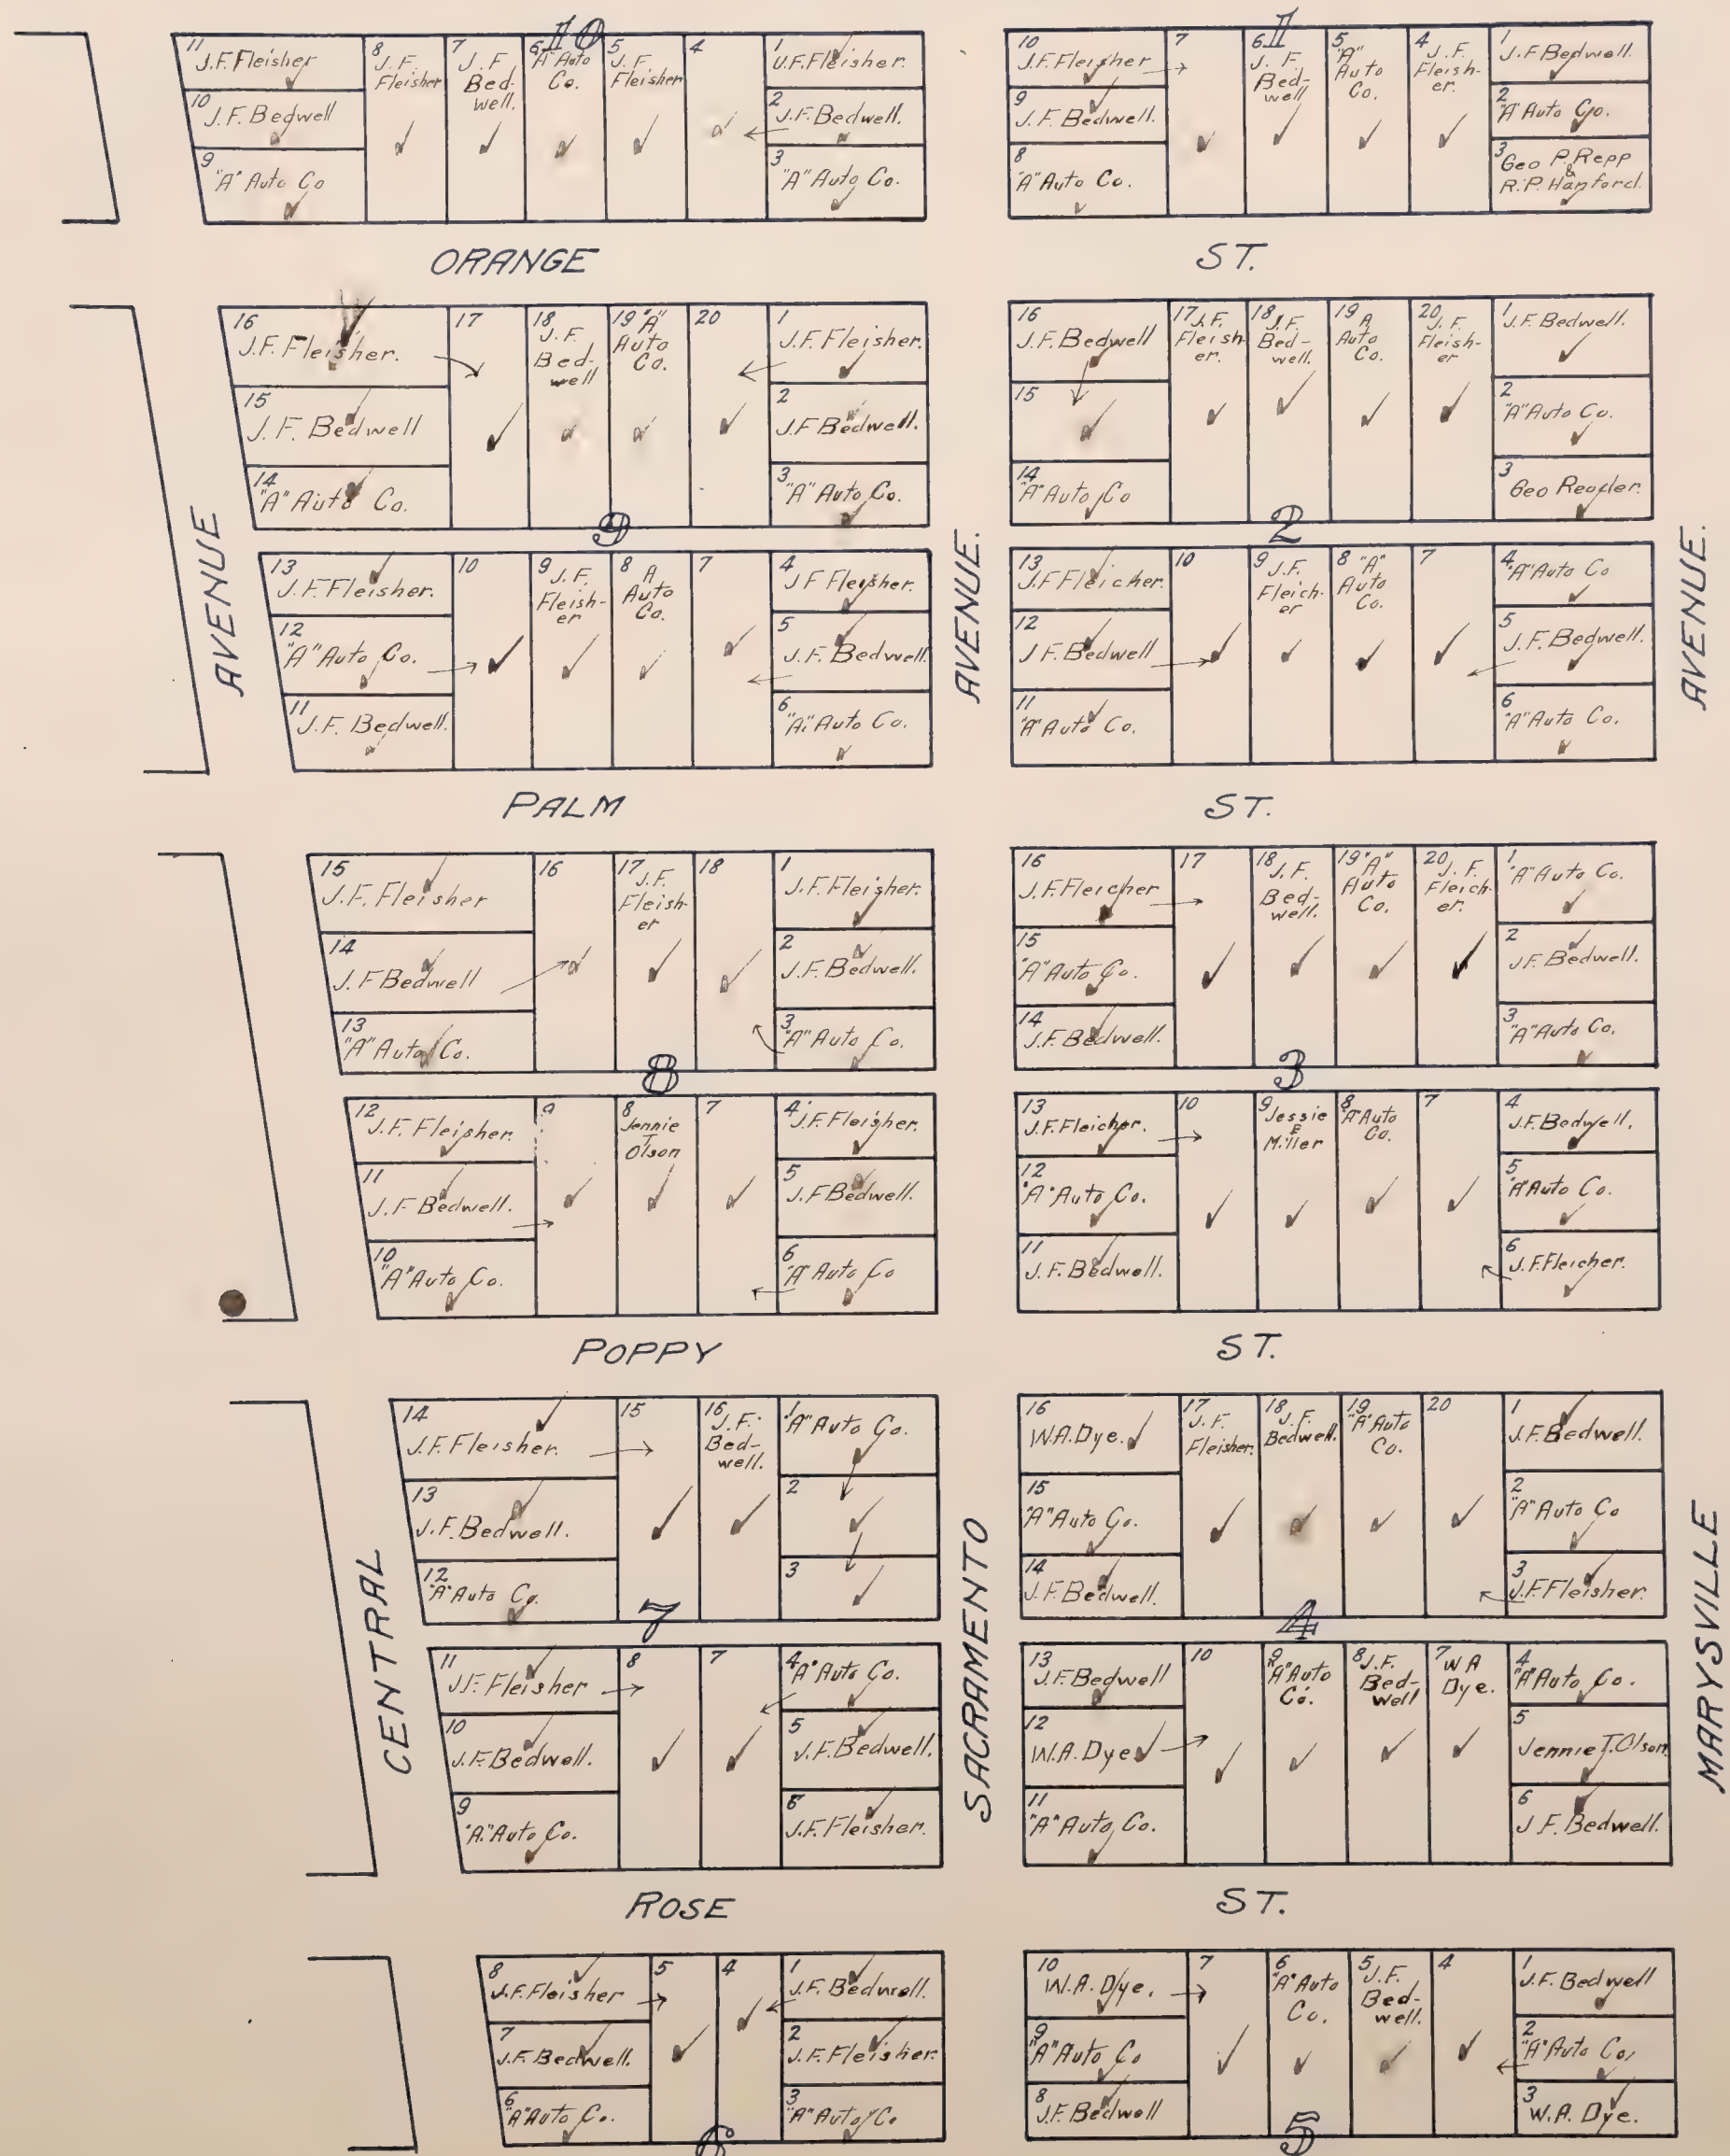 10
11
J.F.Fleisher
10
J.F. Bedwell
9
"A" Auto Co
8
J. F.
Fleisher
7
J. F
Bed-
well.
6
"A" Auto
Co.
5
J. F.
Fleisher
4
1
J.F.Fleisher.
2
J.F.Bedwell.
3
"A" Auto Co.
1
10
J.F.Fleisher
9
J.F.Bedwell.
8
"A" Auto Co.
7
6
J. F.
Bed-
well
5
"A"
Auto
Co.
4
J. F.
Fleish-
er.
1
J.F.Bedwell.
2
"A" Auto Co.
3
Geo P. Repp
&
R.P. Hanford.
ORANGE
ST.
16
J.F. Fleisher.
15
J. F. Bedwell
14
"A" Auto Co.
17
18
J. F.
Bed-
well
19
"A"
Auto
Co.
20
1
J.F.Fleisher.
2
J.F Bedwell.
3
"A" Auto Co.
16
J.F.Bedwell
15
14
"A" Auto Co
17
J. F.
Fleish-
er.
18
J.F.
Bed-
well.
19
A
Auto
Co.
20
J. F.
Fleish-
er
1
J.F. Bedwell.
2
"A" Auto Co.
3
Geo Reader.
9
2
13
J.F.Fleisher.
12
"A" Auto Co.
11
J.F. Bedwell.
10
9
J.F.
Fleish-
er
8
A
Auto
Co.
7
4
J F Fleisher.
5
J.F. Bedwell.
6
"A." Auto Co.
13
J.F Fleicher.
12
J F.Bedwell
11
"A" Auto Co.
10
9
J.F.
Fleich-
er
8
"A"
Auto
Co.
7
4
"A" Auto Co
5
J.F.Bedwell.
6
"A" Auto Co.
AVENUE
AVENUE.
AVENUE.
PALM
ST.
15
J.F. Fleisher
14
J. F Bedwell
13
"A" Auto Co.
16
17
J.F.
Fleish-
er
18
1
J.F.Fleisher.
2
J.F.Bedwell.
3
"A" Auto Co.
16
J.F.Fleicher
15
"A" Auto Co.
14
J.F. Bedwell.
17
18
J.F.
Bed-
well.
19
"A"
Auto
Co.
20
J. F.
Fleich-
er.
1
"A" Auto Co.
2
J.F.Bedwell.
3
"A" Auto Co.
8
3
12
J.F. Fleisher.
11
J.F Bedwell.
10
"A" Auto Co.
9
8
Jennie
T
Olson
7
4
J.F.Fleisher.
5
J.F Bedwell.
6
"A" Auto Co
13
J.F.Fleicher.
12
"A" Auto Co.
11
J.F.Bedwell.
10
9
Jessie
E
Miller
8
"A" Auto
Co.
7
4
J.F.Bedwell.
5
"A" Auto Co.
6
J.F.Fleicher.
POPPY
ST.
14
J.F.Fleisher.
13
J.F.Bedwell.
12
"A" Auto Co.
15
16
J. F.
Bed-
well.
1
"A" Auto Co.
2
3
16
W.A.Dye.
15
"A" Auto Co.
14
J.F.Bedwell.
17
J. F.
Fleisher.
18
J. F.
Bedwell.
19
"A" Auto
Co.
20
1
J.F.Bedwell.
2
"A" Auto Co
3
J.F.Fleisher.
7
4
11
J.F. Fleisher
10
J.F.Bedwell.
9
"A." Auto Co.
8
7
4
"A" Auto Co.
5
J.F.Bedwell.
6
J.F.Fleisher.
13
J.F.Bedwell
12
W.A.Dye
11
"A" Auto Co.
10
9
"A" Auto
Co.
8
J.F.
Bed-
well
7
W A
Dye.
4
"A" Auto Co.
5
Jennie T. Olson
6
J F. Bedwell.
CENTRAL
SACRAMENTO
MARYSVILLE
ROSE
ST.
8
J.F.Fleisher
7
J.F.Bedwell.
6
"A" Auto Co.
5
4
1
J.F. Bedwell.
2
J.F.Fleisher.
3
"A" Auto Co
10
W.A.Dye.
9
"A" Auto Co
8
J.F.Bedwell
7
6
"A" Auto
Co.
5
J.F.
Bed-
well.
4
1
J.F.Bedwell
2
"A" Auto Co,
3
W.A. Dye.
6
5